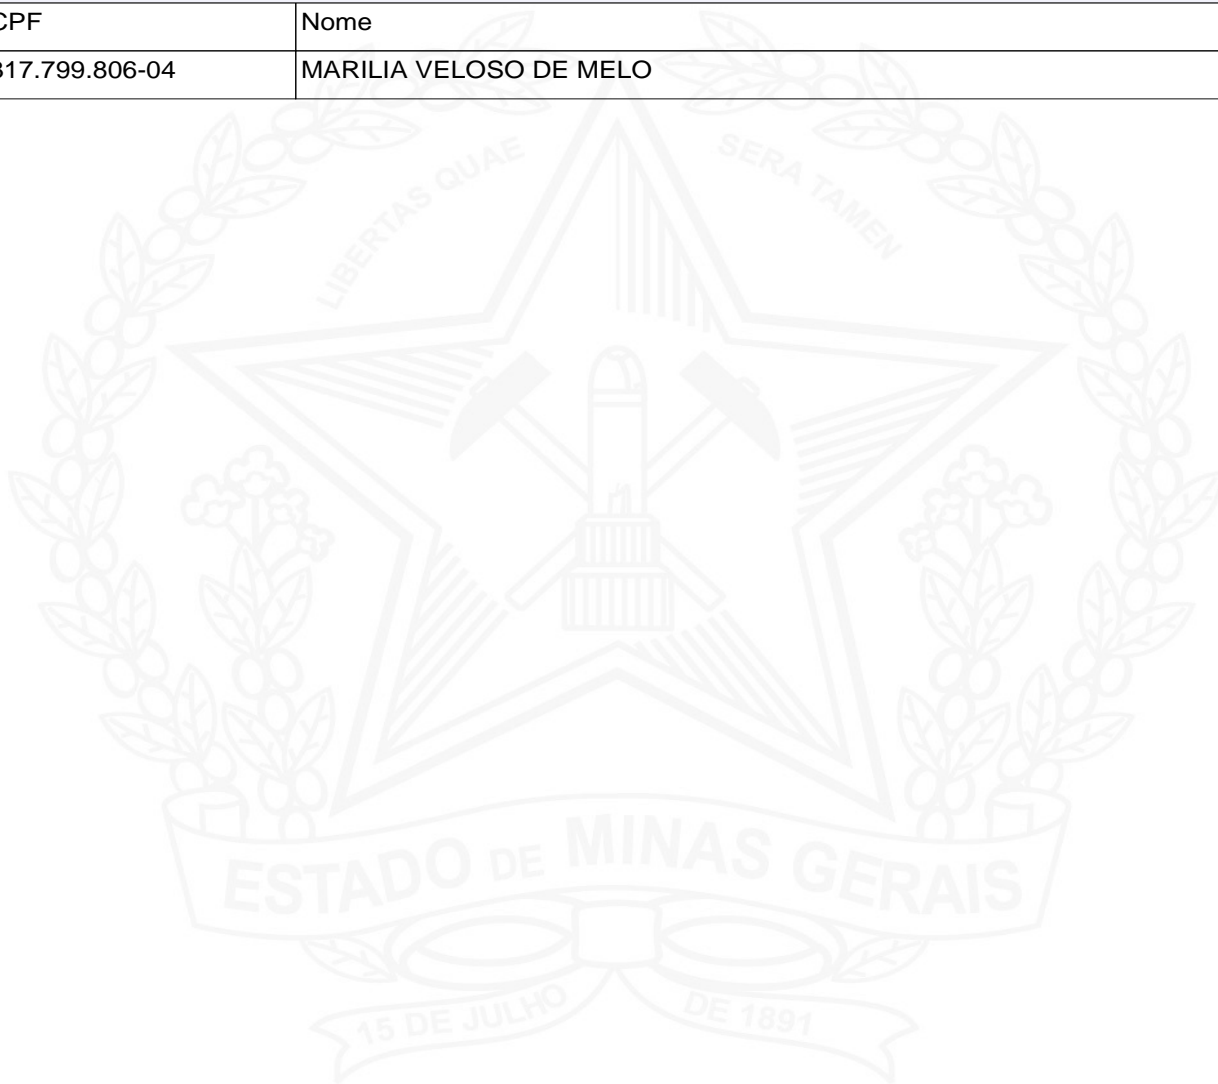 CPF Nome
817.799.806-04 MARILIA VELOSO DE MELO
LIBERTAS QUAE SERA TAMEN
ESTADO DE MINAS GERAIS
15 DE JULHO DE 1891